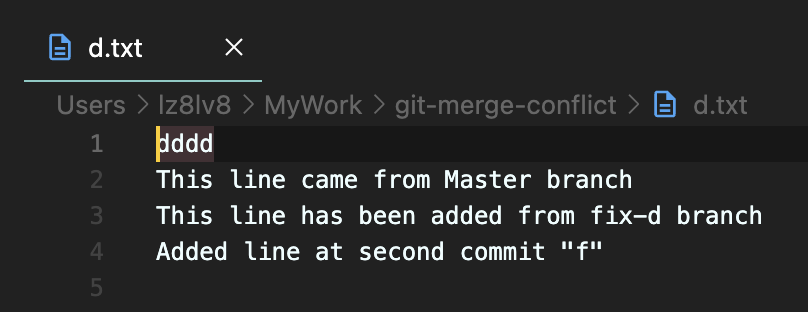 d.txt
Users > lz8lv8 > MyWork > git-merge-conflict > d.txt
1 dddd
2 This line came from Master branch
3 This line has been added from fix-d branch
4 Added line at second commit "f"
5